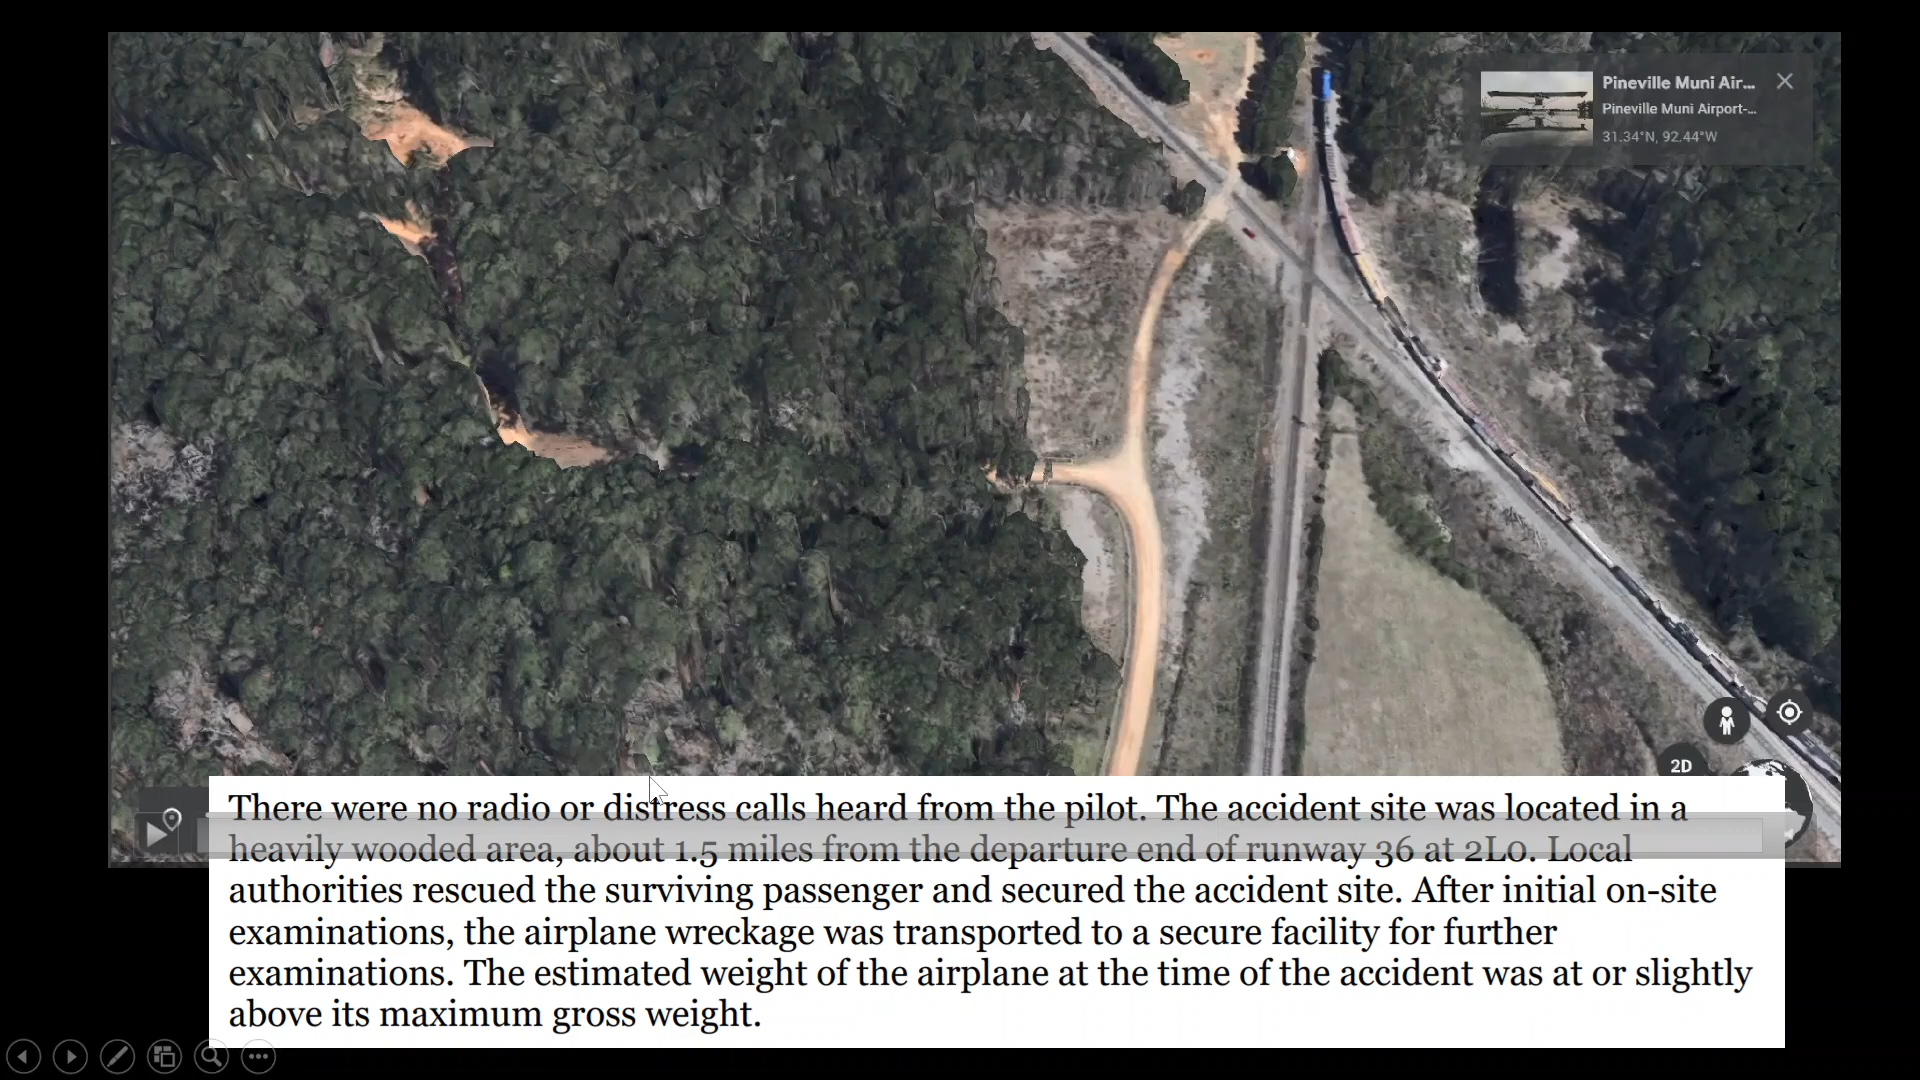 Pineville Muni Air...
Pineville Muni Airport-...
31.34°N, 92.44°W
2D
There were no radio or distress calls heard from the pilot. The accident site was located in a
heavily wooded area, about 1.5 miles from the departure end of runway 36 at 2L0. Local
authorities rescued the surviving passenger and secured the accident site. After initial on-site
examinations, the airplane wreckage was transported to a secure facility for further
examinations. The estimated weight of the airplane at the time of the accident was at or slightly
above its maximum gross weight.